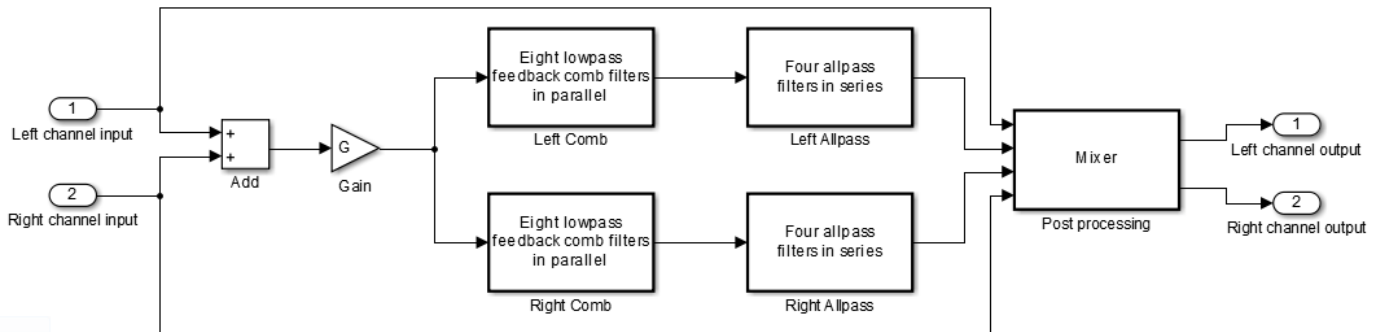 Eight lowpass
feedback comb filters
in parallel
Left Comb
Four allpass
filters in series
Left Allpass
1
Left channel input
+
+
Add
G
Gain
2
Right channel input
Mixer
Post processing
1
Left channel output
2
Right channel output
Eight lowpass
feedback comb filters
in parallel
Right Comb
Four allpass
filters in series
Right Allpass